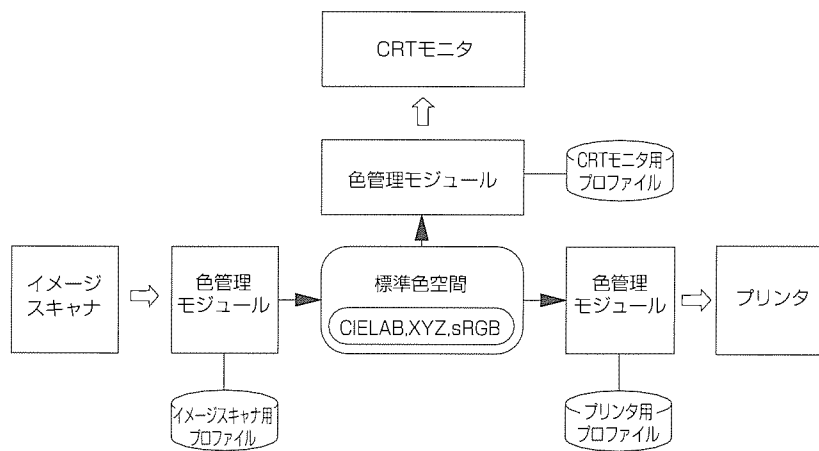 CRTモニタ
色管理モジュール
CRTモニタ用
プロファイル
イメージ
スキャナ
色管理
モジュール
標準色空間
CIELAB,XYZ,sRGB
色管理
モジュール
プリンタ
イメージスキャナ用
プロファイル
プリンタ用
プロファイル